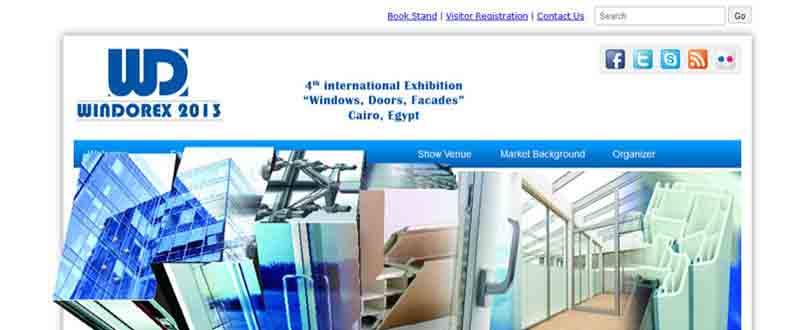 Book Stand | Visitor Registration | Contact Us
Search
Go
WD
WINDOREX 2013
4th international Exhibition
“Windows, Doors, Facades”
Cairo, Egypt
Show Venue
Market Background
Organizer